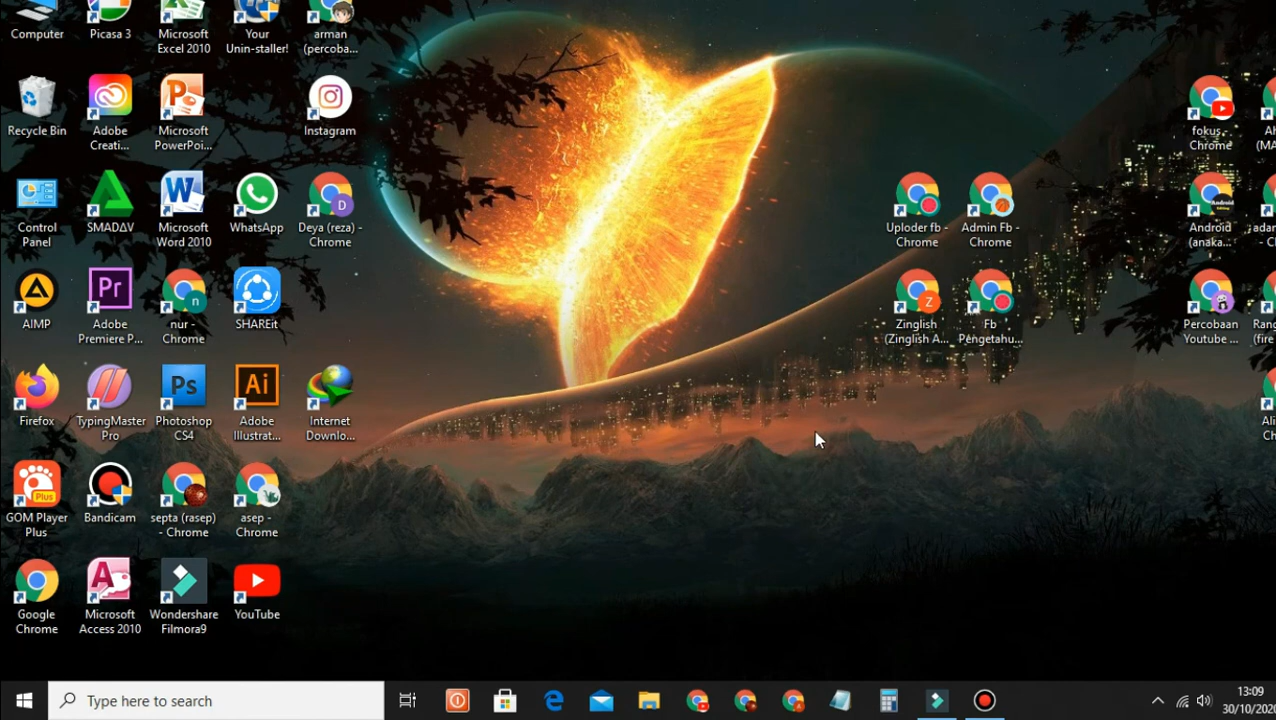 Computer
Picasa 3
Microsoft
Excel 2010
Your
Unin-staller!
arman
(percoba...
Recycle Bin
Adobe
Creati...
Microsoft
PowerPoi...
Instagram
fokus -
Chrome
Control
Panel
SMADΔV
Microsoft
Word 2010
WhatsApp
Deya (reza) -
Chrome
Uploder fb -
Chrome
Admin Fb -
Chrome
Android
(anaka...
AIMP
Adobe
Premiere P...
nur -
Chrome
SHAREit
Zinglish
(Zinglish A...
Fb
Pengetahu...
Percobaan
Youtube ...
Firefox
TypingMaster
Pro
Photoshop
CS4
Adobe
Illustrat...
Internet
Downlo...
GOM Player
Plus
Bandicam
septa (rasep)
- Chrome
asep -
Chrome
Google
Chrome
Microsoft
Access 2010
Wondershare
Filmora9
YouTube
Type here to search
13:09
30/10/2020